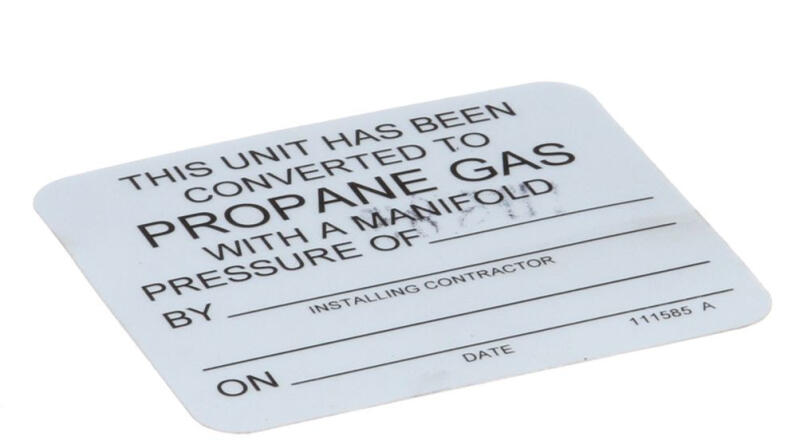 THIS UNIT HAS BEEN
CONVERTED TO
PROPANE GAS
WITH A MANIFOLD
PRESSURE OF
BY
INSTALLING CONTRACTOR
ON
DATE
111585 A